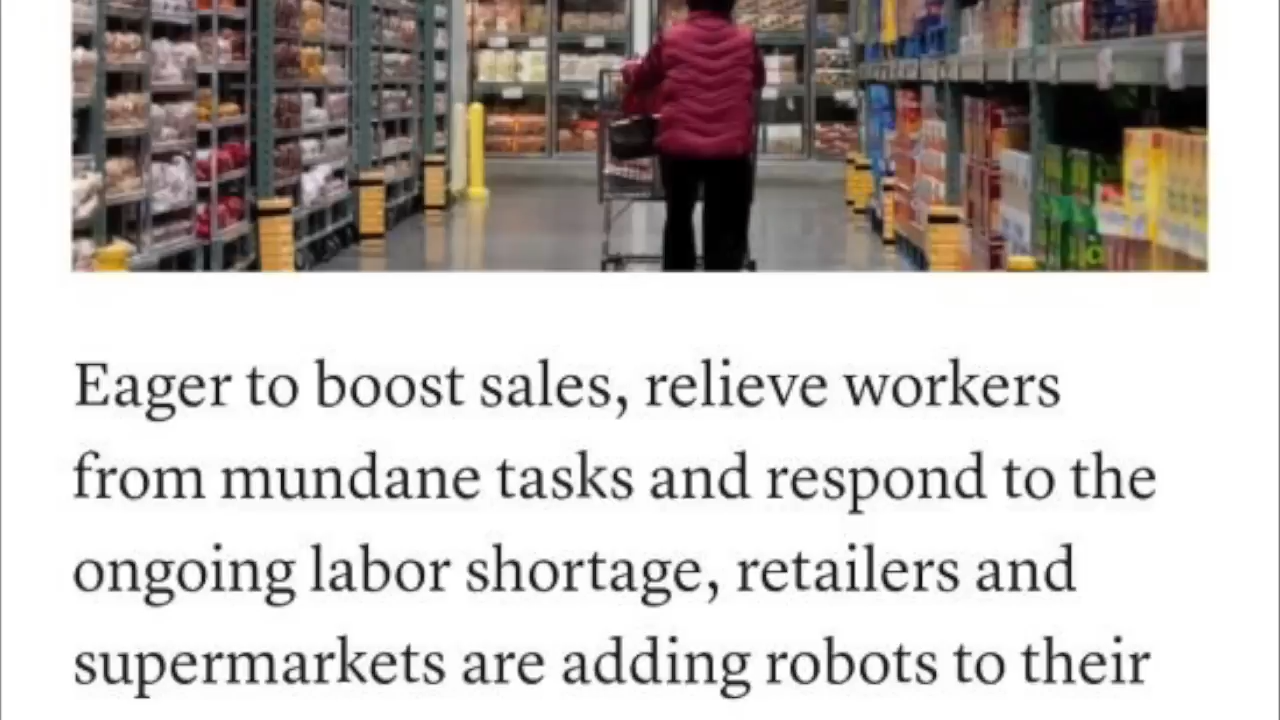 Eager to boost sales, relieve workers
from mundane tasks and respond to the
ongoing labor shortage, retailers and
supermarkets are adding robots to their